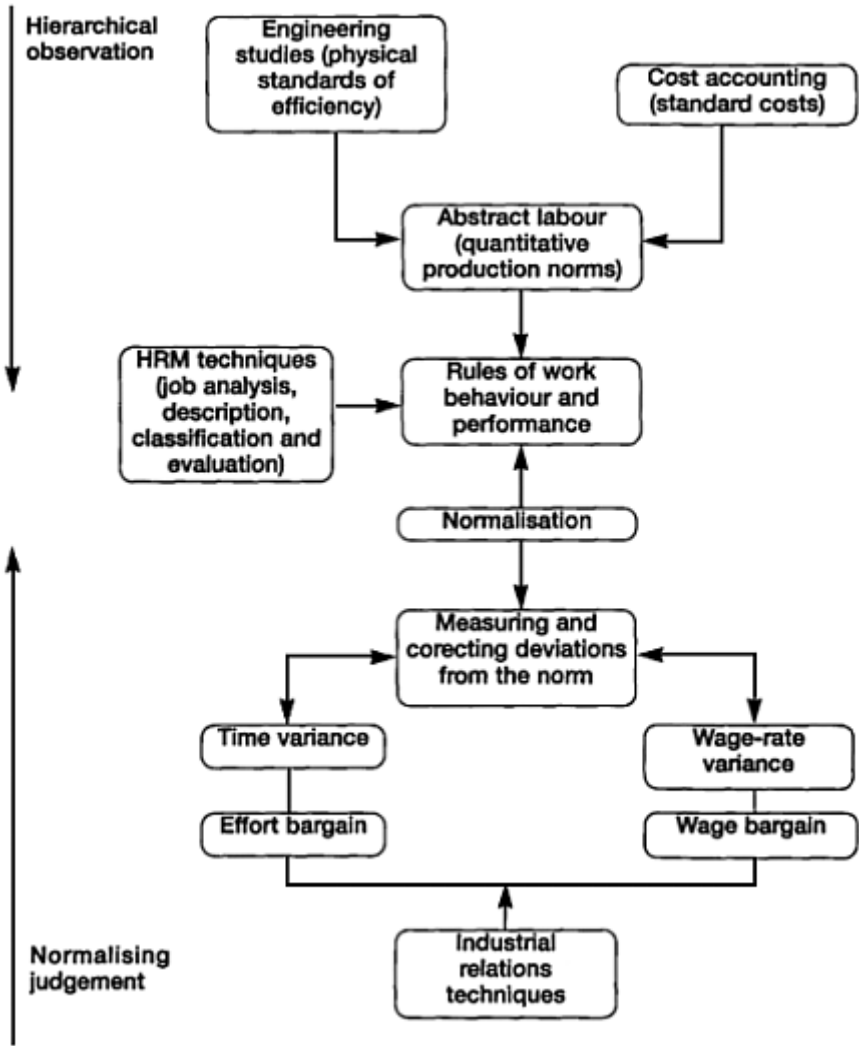 Hierarchical
observation
Engineering
studies (physical
standards of
efficiency)
Cost accounting
(standard costs)
Abstract labour
(quantitative
production norms)
HRM techniques
(job analysis,
description,
classification and
evaluation)
Rules of work
behaviour and
performance
Normalisation
Measuring and
corecting deviations
from the norm
Time variance
Wage-rate
variance
Effort bargain
Wage bargain
Industrial
relations
techniques
Normalising
judgement